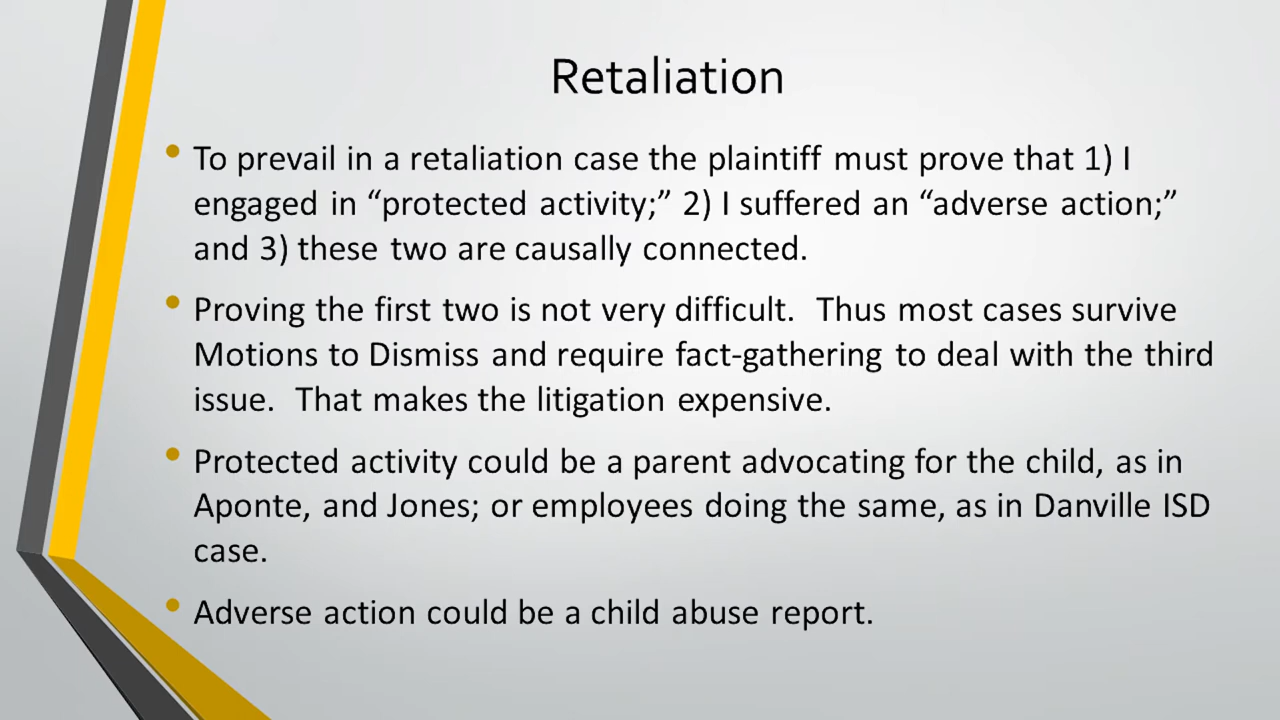 Retaliation
• To prevail in a retaliation case the plaintiff must prove that 1) I
engaged in “protected activity;” 2) I suffered an “adverse action;”
and 3) these two are causally connected.
• Proving the first two is not very difficult.  Thus most cases survive
Motions to Dismiss and require fact-gathering to deal with the third
issue.  That makes the litigation expensive.
• Protected activity could be a parent advocating for the child, as in
Aponte, and Jones; or employees doing the same, as in Danville ISD
case.
• Adverse action could be a child abuse report.